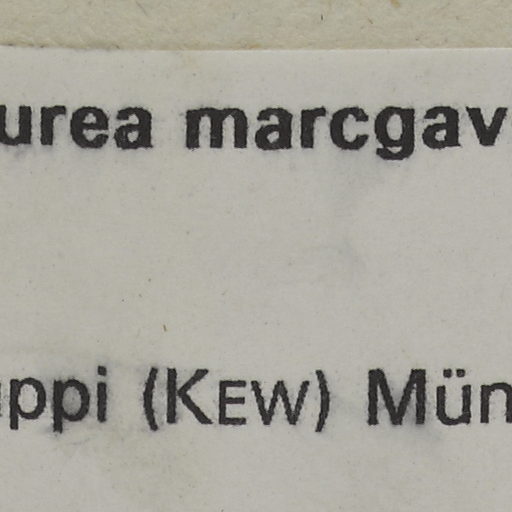 urea marcgav
ppi (KEW) Mün